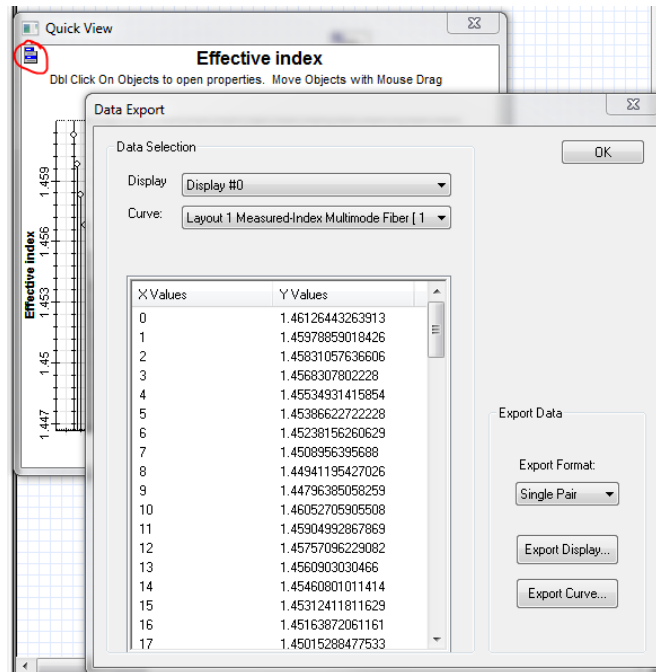 Quick View
Effective index
Dbl Click On Objects to open properties. Move Objects with Mouse Drag
1.459
1.456
1.453
1.45
1.447
Effective index
Data Export
OK
Data Selection
Display
Display #0
Curve:
Layout 1 Measured-Index Multimode Fiber [ 1
X Values Y Values
0 1.46126443263913
1 1.45978859018426
2 1.45831057636606
3 1.4568307802228
4 1.45534931415854
5 1.45386622722228
6 1.45238156260629
7 1.4508956395688
8 1.44941195427026
9 1.44796385058259
10 1.46052705905508
11 1.45904992867869
12 1.45757096229082
13 1.4560903030466
14 1.45460801011414
15 1.45312411811629
16 1.45163872061161
17 1.45015288477533
Export Data
Export Format:
Single Pair
Export Display...
Export Curve...